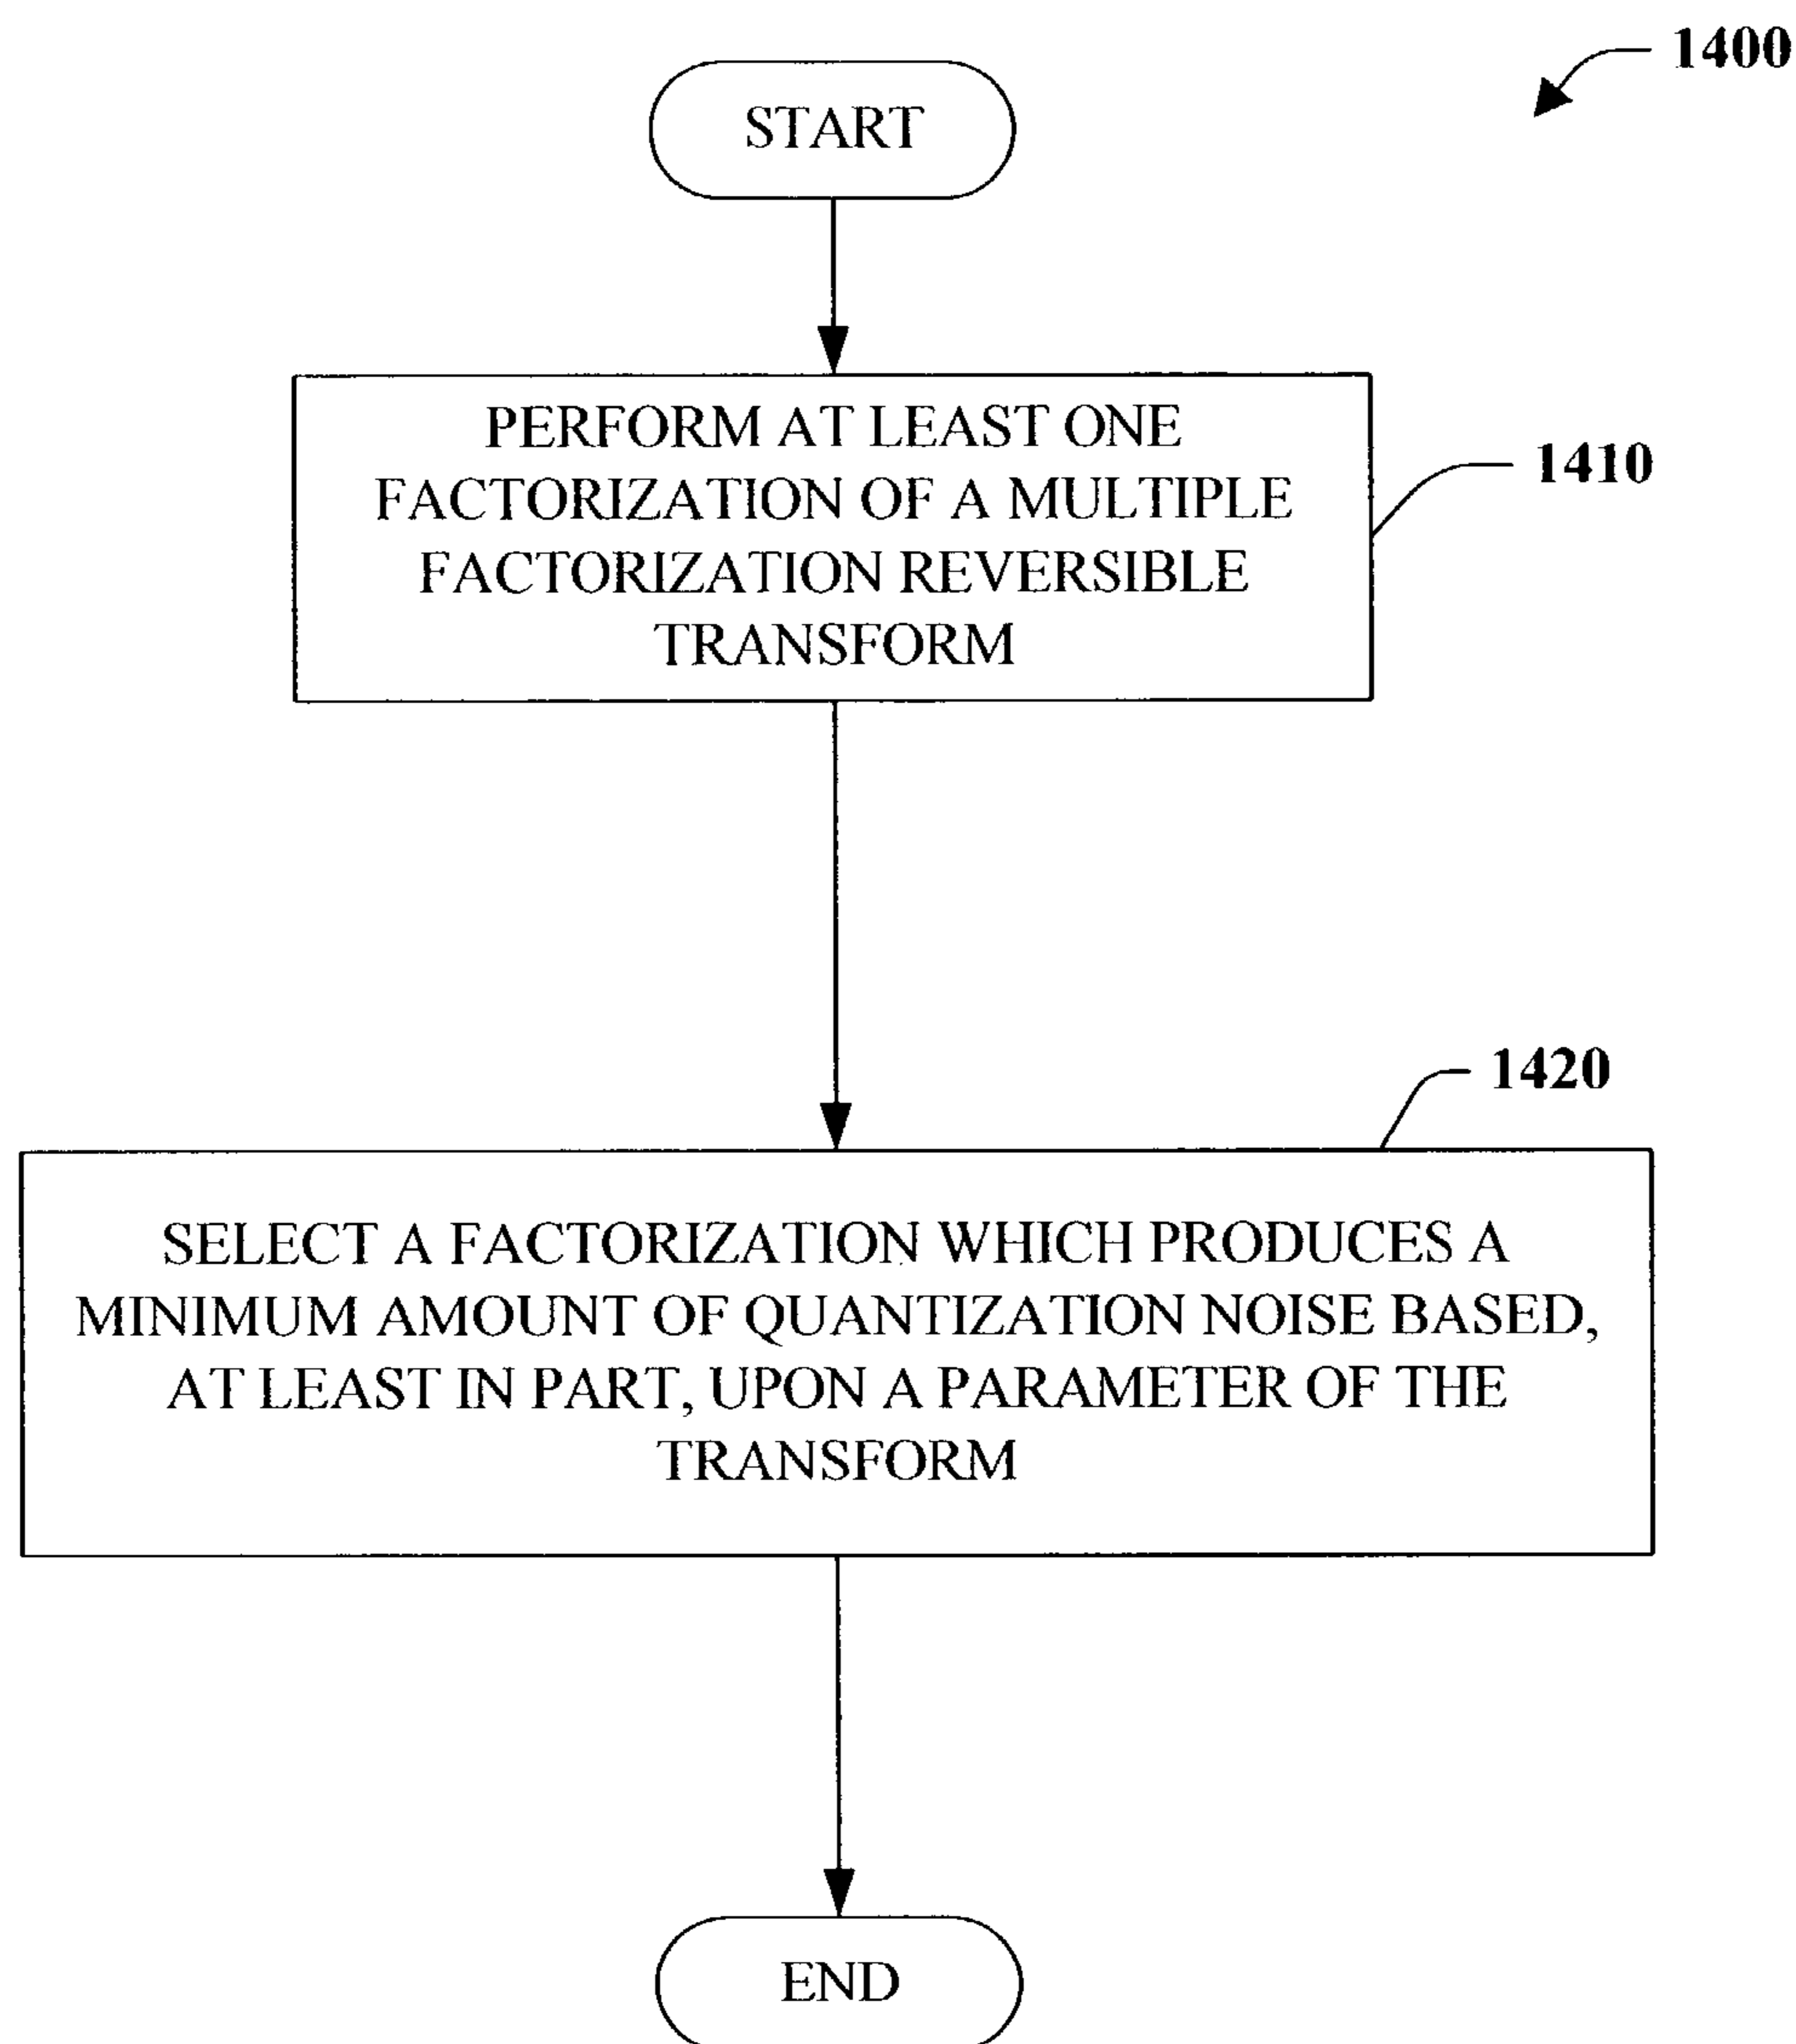 1400
START
PERFORM AT LEAST ONE
FACTORIZATION OF A MULTIPLE
FACTORIZATION REVERSIBLE
TRANSFORM
1410
1420
SELECT A FACTORIZATION WHICH PRODUCES A
MINIMUM AMOUNT OF QUANTIZATION NOISE BASED,
AT LEAST IN PART, UPON A PARAMETER OF THE
TRANSFORM
END